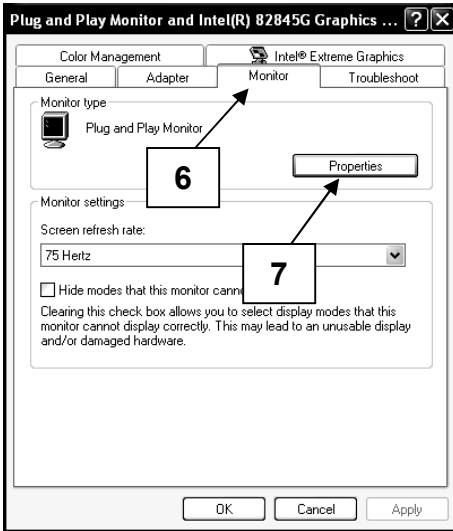 Plug and Play Monitor and Intel(R) 82845G Graphics ...
Color Management
Intel® Extreme Graphics
General
Adapter
Monitor
Troubleshoot
Monitor type
Plug and Play Monitor
6
Properties
Monitor settings
Screen refresh rate:
75 Hertz
7
Hide modes that this monitor
Clearing this check box allows you to select display modes that this
monitor cannot display correctly. This may lead to an unusable display
and/or damaged hardware.
OK
Cancel
Apply